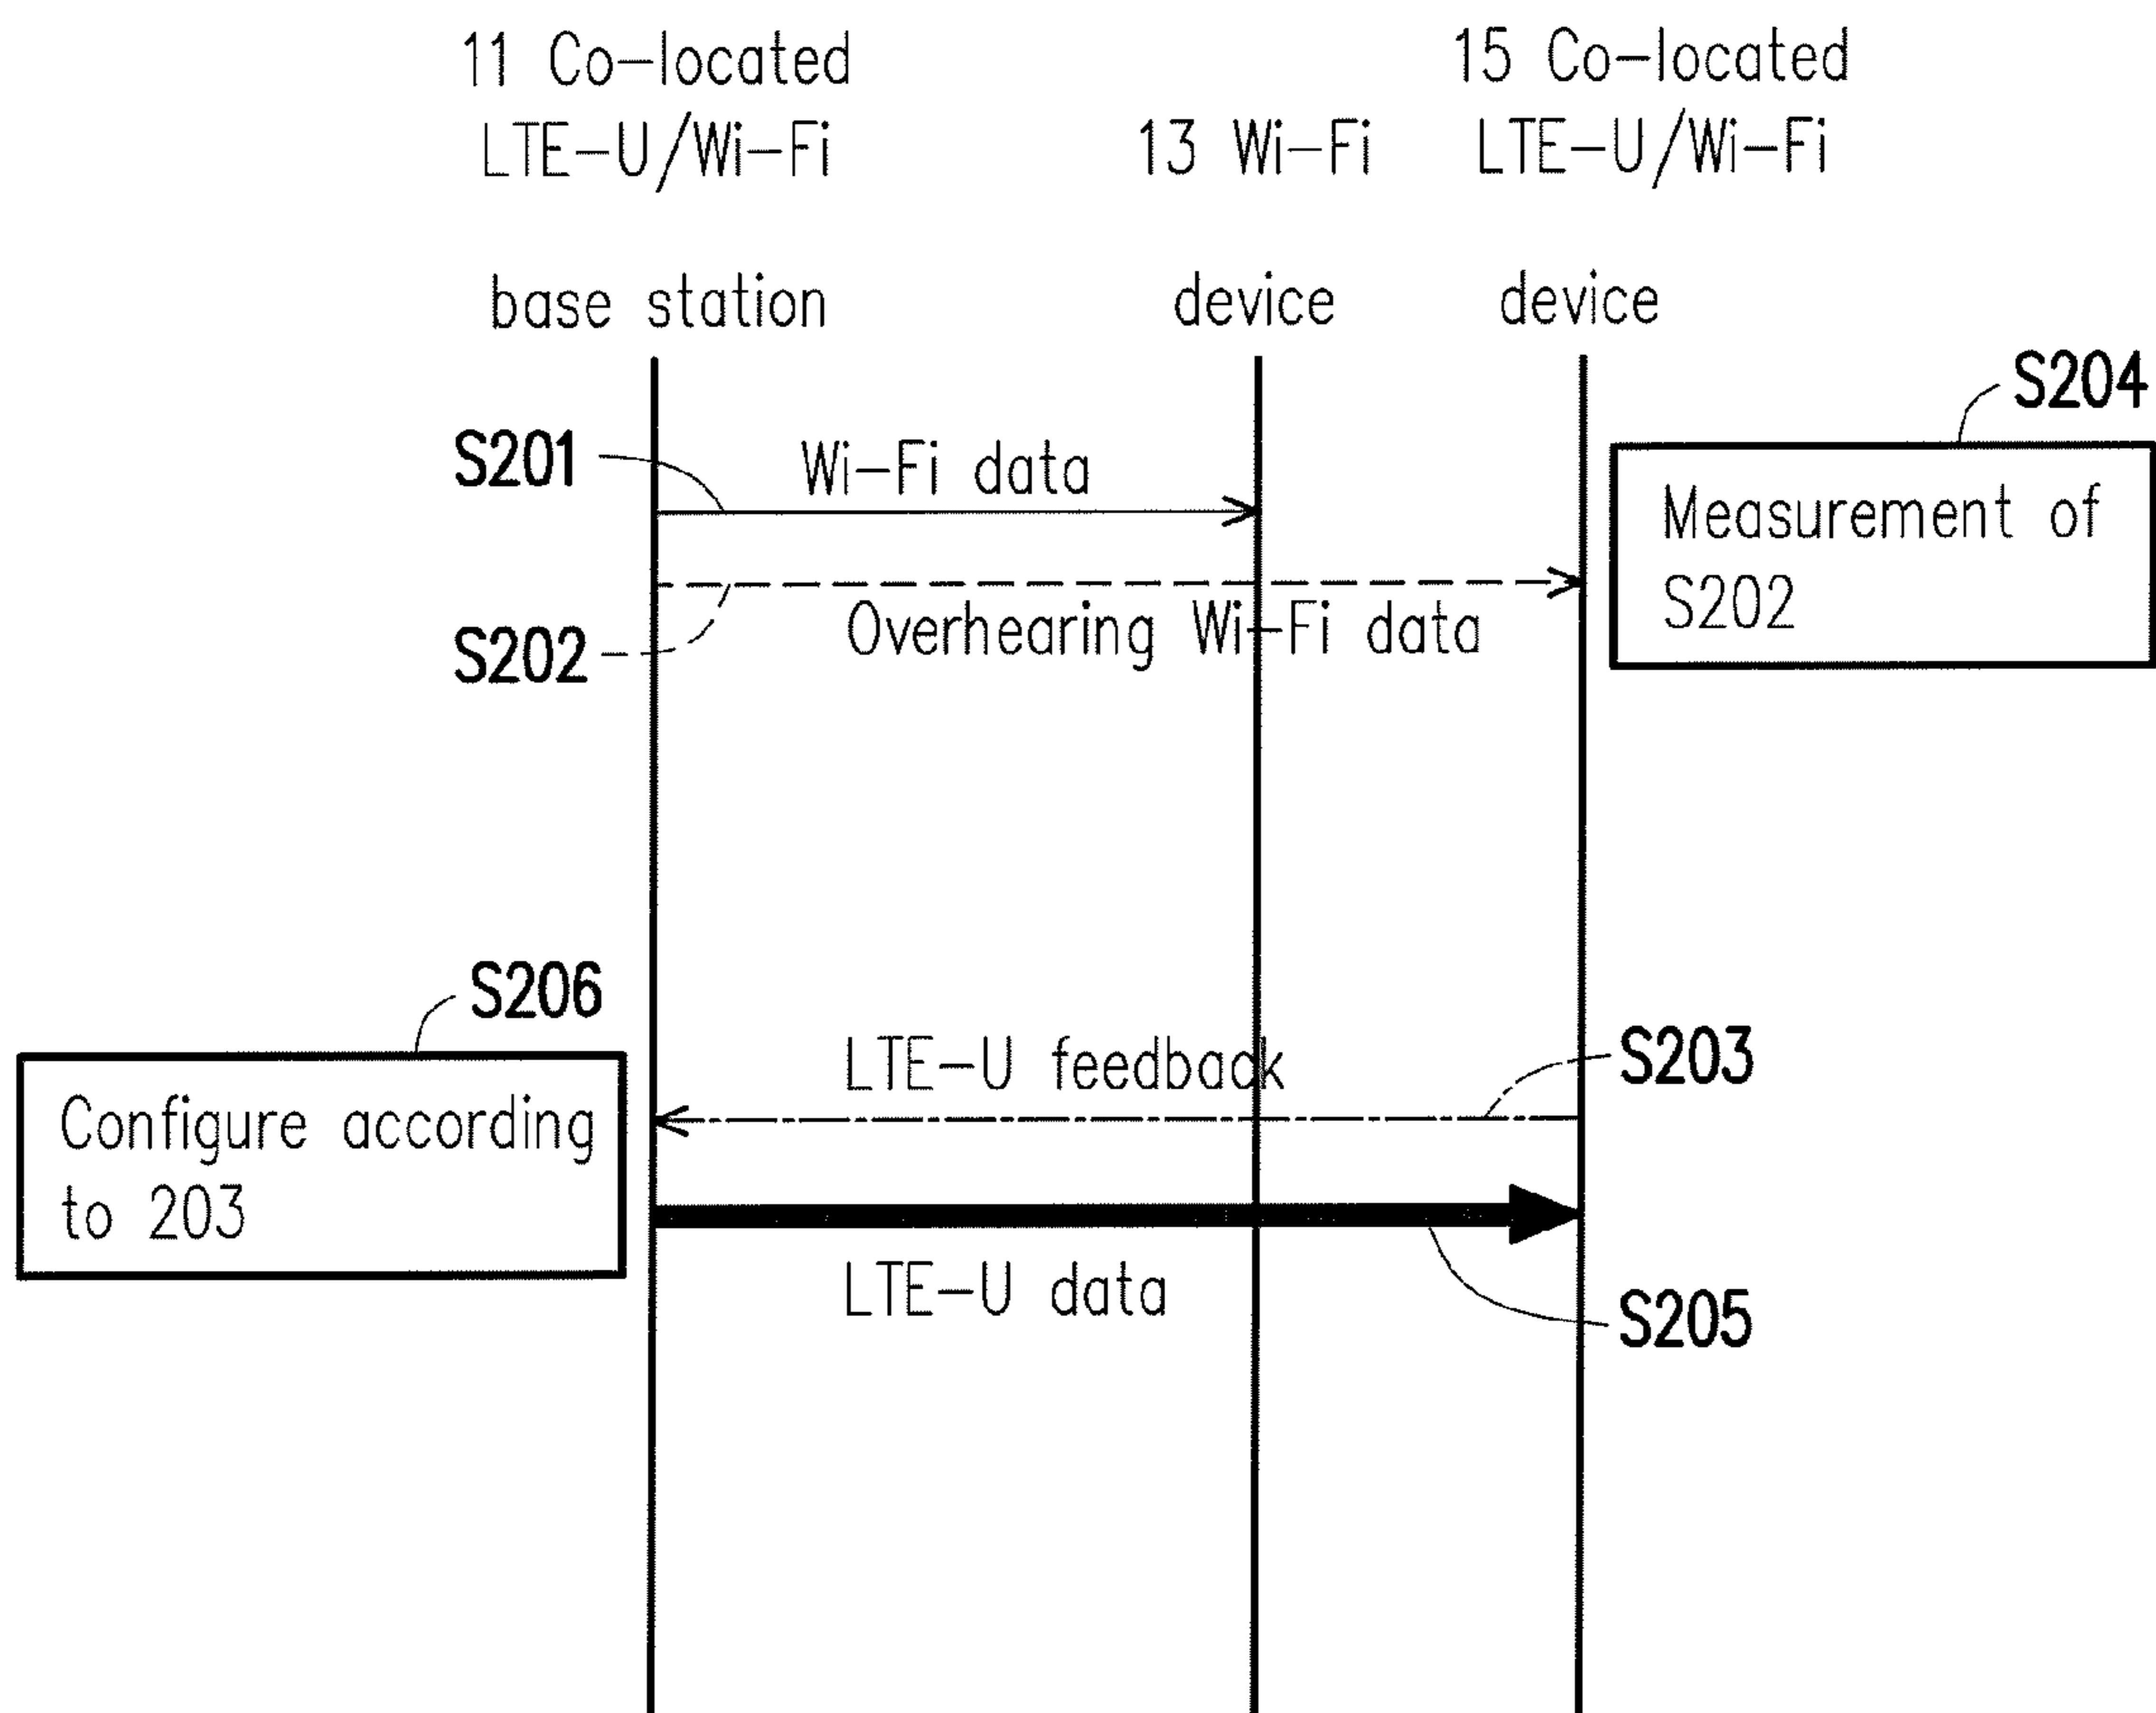 11 Co-located
LTE-U/Wi-Fi
base station
13 Wi-Fi
device
15 Co-located
LTE-U/Wi-Fi
device
S204
S201
Wi-Fi data
Measurement of
S202
S202
Overhearing Wi-Fi data
S206
LTE-U feedback
S203
Configure according
to 203
LTE-U data
S205